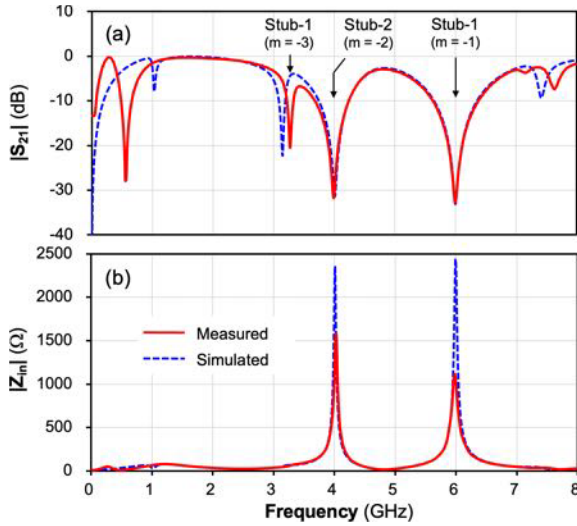 Stub-1 Stub-2 Stub-1
(m = -3) (m = -2) (m = -1)
0
(a)
-10
-20
-30
-40
|S21| (dB)
2500
(b)
2000
1500
Measured
1000
Simulated
500
0
|Zin| (Ω)
0 1 2 3 4 5 6 7 8
Frequency (GHz)